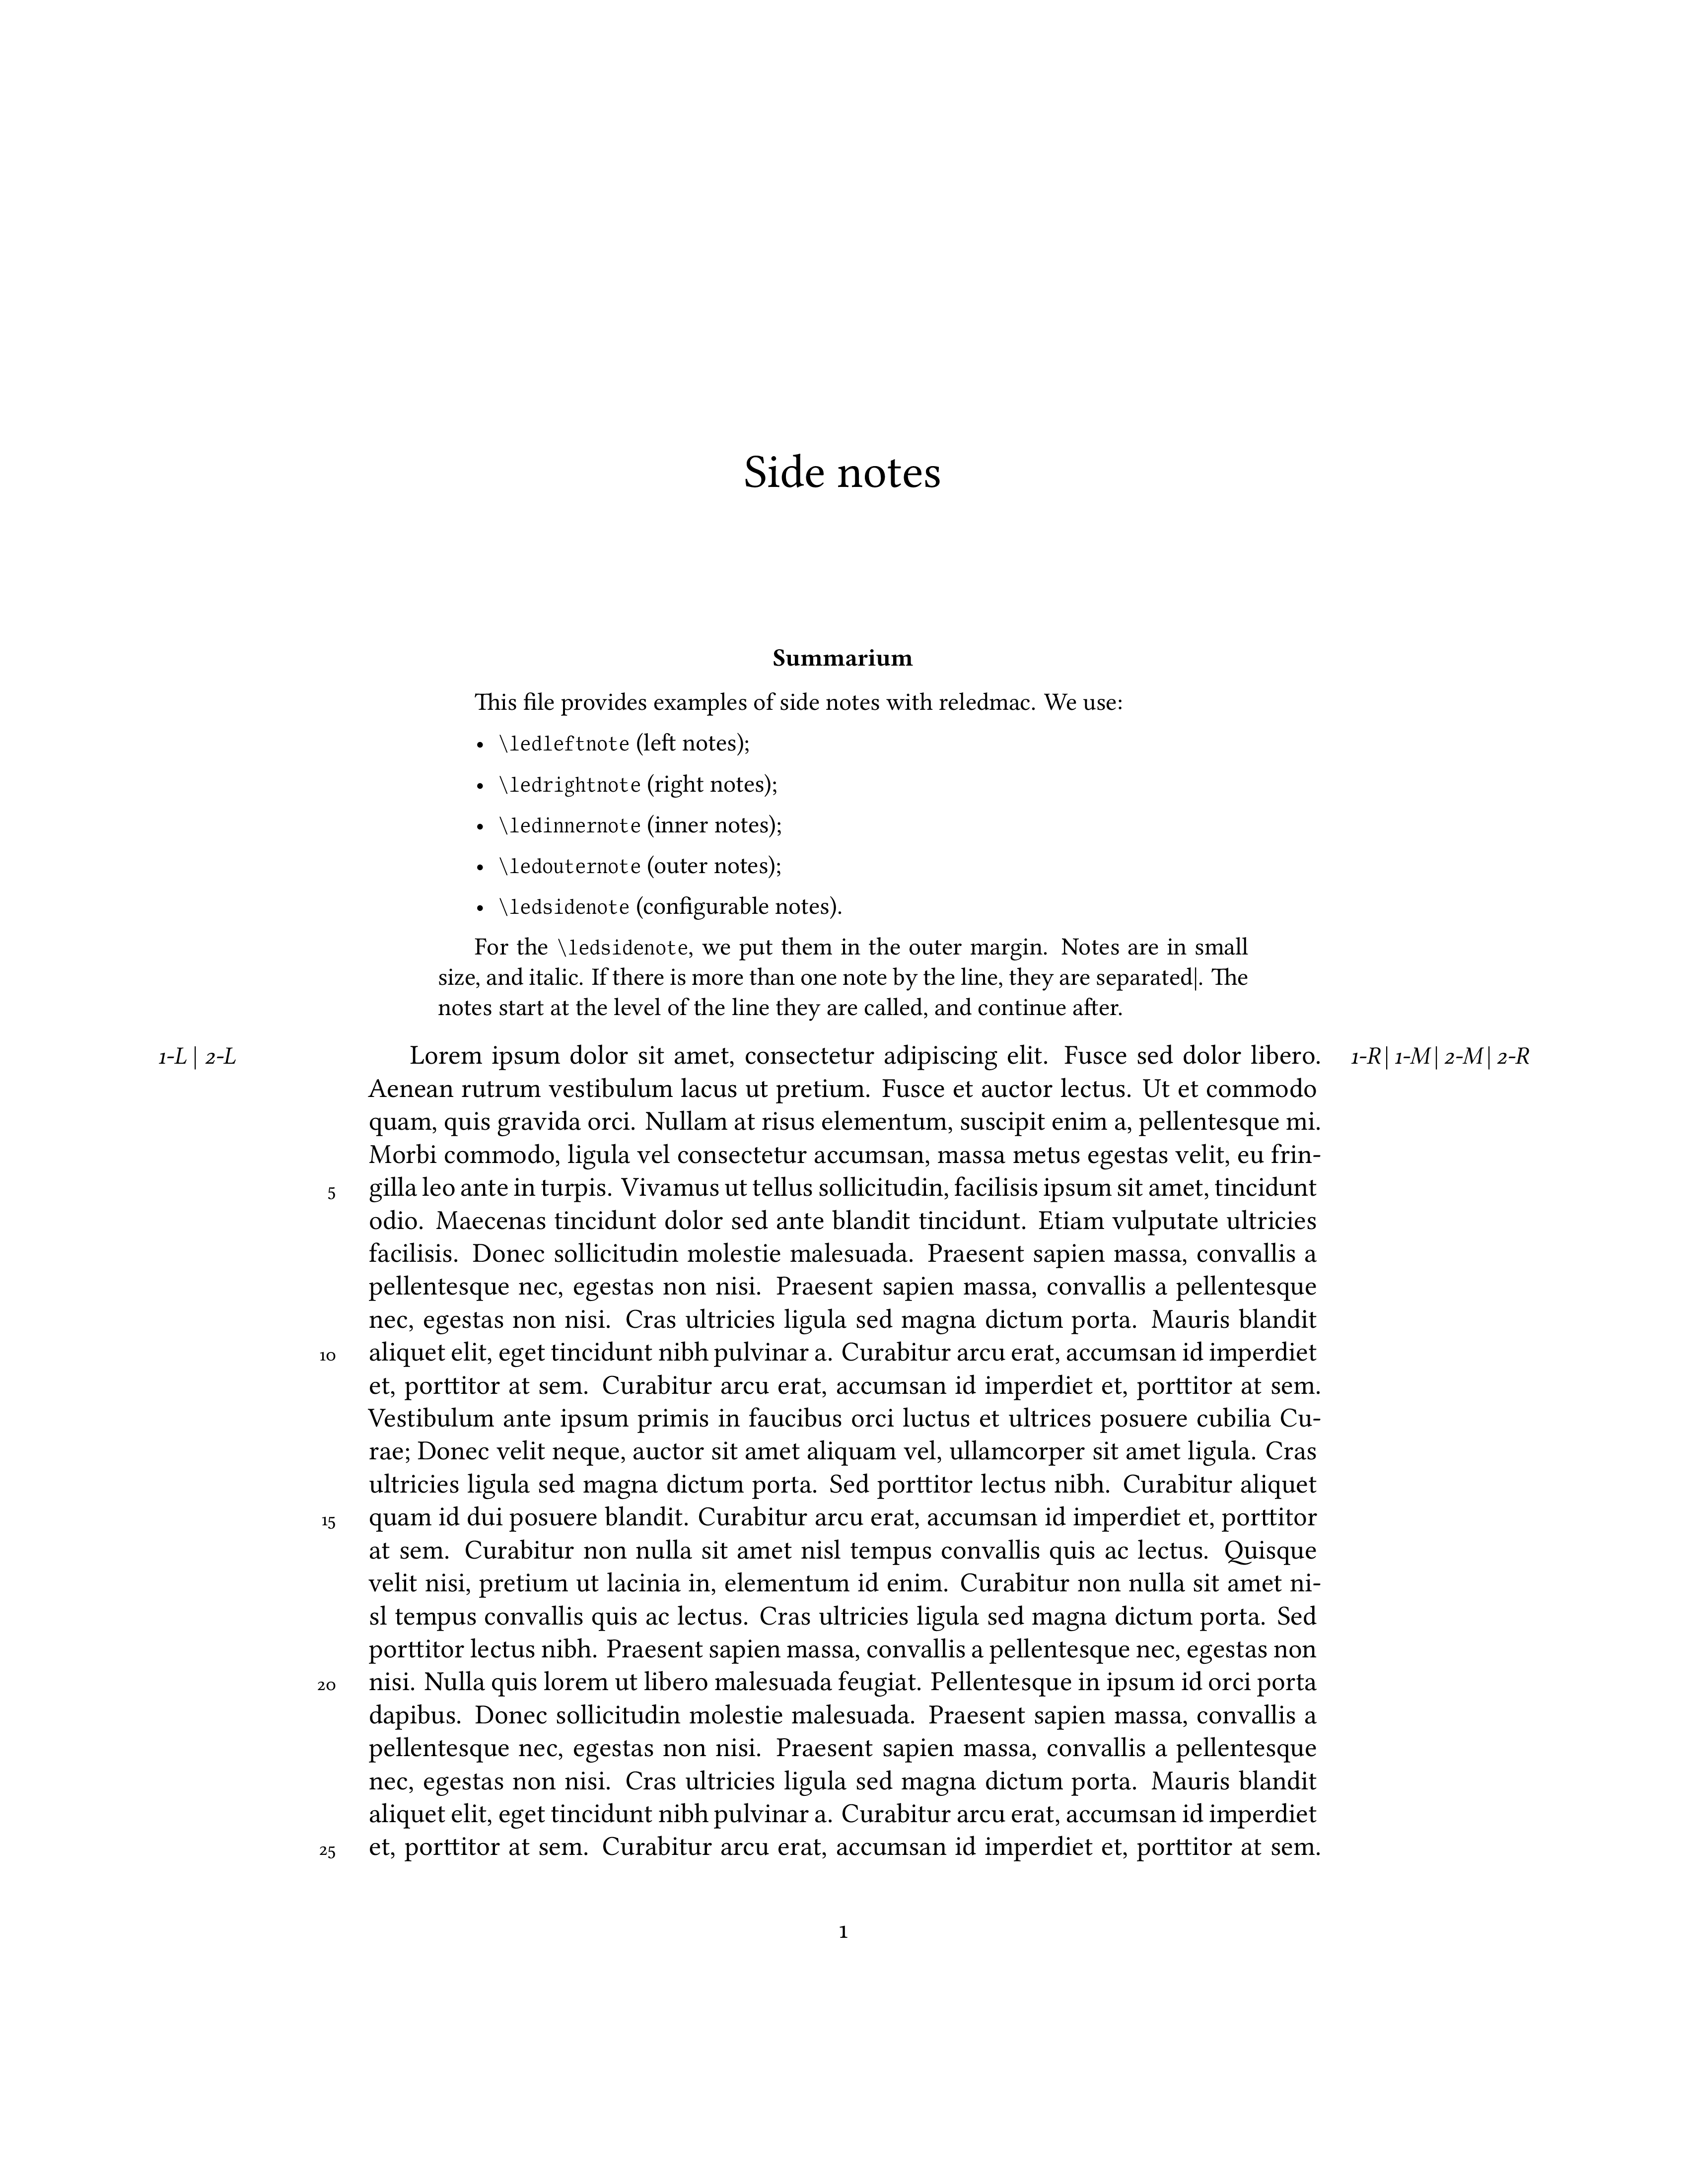 Side notes
Summarium
This file provides examples of side notes with reledmac. We use:
• \ledleftnote (left notes);
• \ledrightnote (right notes);
• \ledinnernote (inner notes);
• \ledouternote (outer notes);
• \ledsidenote (configurable notes).
For the \ledsidenote, we put them in the outer margin. Notes are in small
size, and italic. If there is more than one note by the line, they are separated|. The
notes start at the level of the line they are called, and continue after.
1-L | 2-L Lorem ipsum dolor sit amet, consectetur adipiscing elit. Fusce sed dolor libero. 1-R| 1-M| 2-M| 2-R
Aenean rutrum vestibulum lacus ut pretium. Fusce et auctor lectus. Ut et commodo
quam, quis gravida orci. Nullam at risus elementum, suscipit enim a, pellentesque mi.
Morbi commodo, ligula vel consectetur accumsan, massa metus egestas velit, eu frin-
5 gilla leo ante in turpis. Vivamus ut tellus sollicitudin, facilisis ipsum sit amet, tincidunt
odio. Maecenas tincidunt dolor sed ante blandit tincidunt. Etiam vulputate ultricies
facilisis. Donec sollicitudin molestie malesuada. Praesent sapien massa, convallis a
pellentesque nec, egestas non nisi. Praesent sapien massa, convallis a pellentesque
nec, egestas non nisi. Cras ultricies ligula sed magna dictum porta. Mauris blandit
10 aliquet elit, eget tincidunt nibh pulvinar a. Curabitur arcu erat, accumsan id imperdiet
et, porttitor at sem. Curabitur arcu erat, accumsan id imperdiet et, porttitor at sem.
Vestibulum ante ipsum primis in faucibus orci luctus et ultrices posuere cubilia Cu-
rae; Donec velit neque, auctor sit amet aliquam vel, ullamcorper sit amet ligula. Cras
ultricies ligula sed magna dictum porta. Sed porttitor lectus nibh. Curabitur aliquet
15 quam id dui posuere blandit. Curabitur arcu erat, accumsan id imperdiet et, porttitor
at sem. Curabitur non nulla sit amet nisl tempus convallis quis ac lectus. Quisque
velit nisi, pretium ut lacinia in, elementum id enim. Curabitur non nulla sit amet ni-
sl tempus convallis quis ac lectus. Cras ultricies ligula sed magna dictum porta. Sed
porttitor lectus nibh. Praesent sapien massa, convallis a pellentesque nec, egestas non
20 nisi. Nulla quis lorem ut libero malesuada feugiat. Pellentesque in ipsum id orci porta
dapibus. Donec sollicitudin molestie malesuada. Praesent sapien massa, convallis a
pellentesque nec, egestas non nisi. Praesent sapien massa, convallis a pellentesque
nec, egestas non nisi. Cras ultricies ligula sed magna dictum porta. Mauris blandit
aliquet elit, eget tincidunt nibh pulvinar a. Curabitur arcu erat, accumsan id imperdiet
25 et, porttitor at sem. Curabitur arcu erat, accumsan id imperdiet et, porttitor at sem.
1